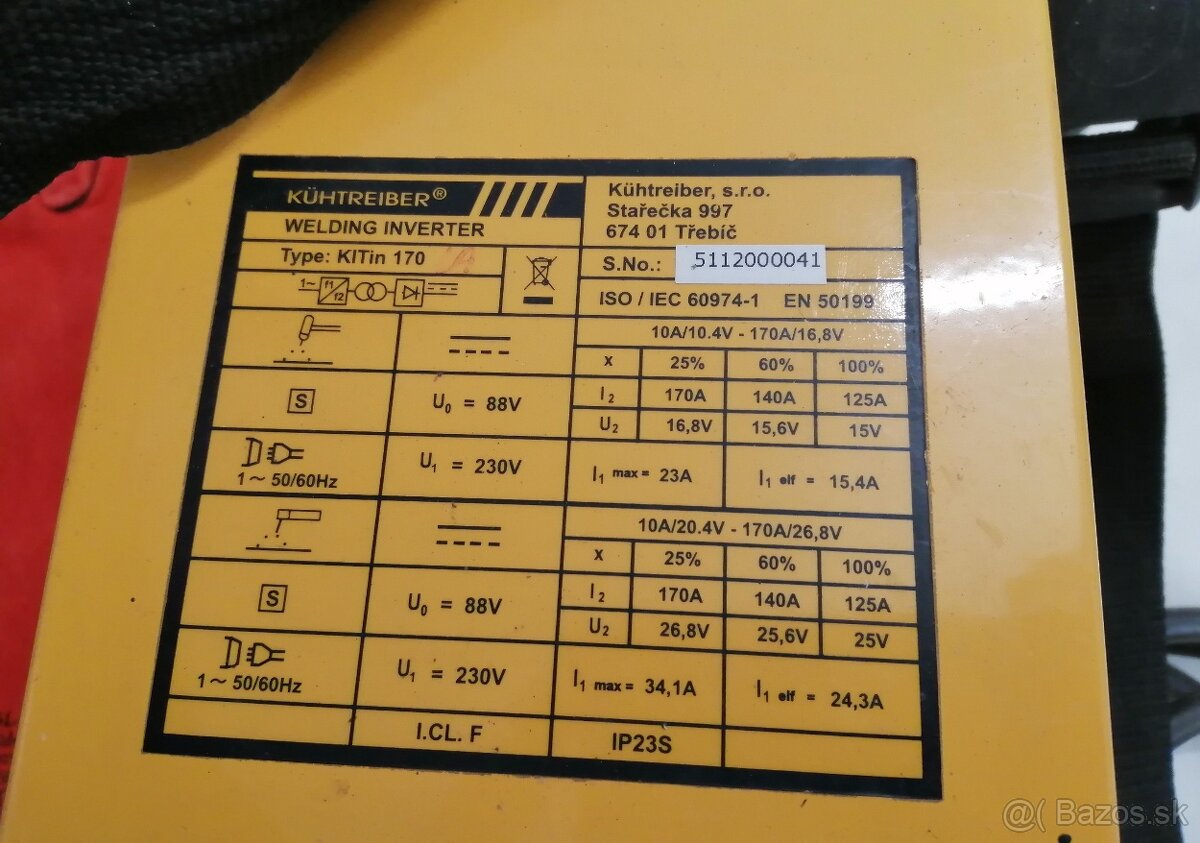 KÜHTREIBER®
WELDING INVERTER
Type: KITin 170
1~ f1 f2
Kühtreiber, s.r.o.
Stařečka 997
674 01 Třebíč
S.No.: 5112000041
ISO / IEC 60974-1 EN 50199
10A/10.4V - 170A/16,8V
x 25% 60% 100%
S U0 = 88V
I2 170A 140A 125A
U2 16,8V 15,6V 15V
1~ 50/60Hz U1 = 230V I1 max = 23A I1 eff = 15,4A
10A/20.4V - 170A/26,8V
x 25% 60% 100%
S U0 = 88V
I2 170A 140A 125A
U2 26,8V 25,6V 25V
1~ 50/60Hz U1 = 230V I1 max = 34,1A I1 eff = 24,3A
I.CL. F IP23S
@( Bazos.sk